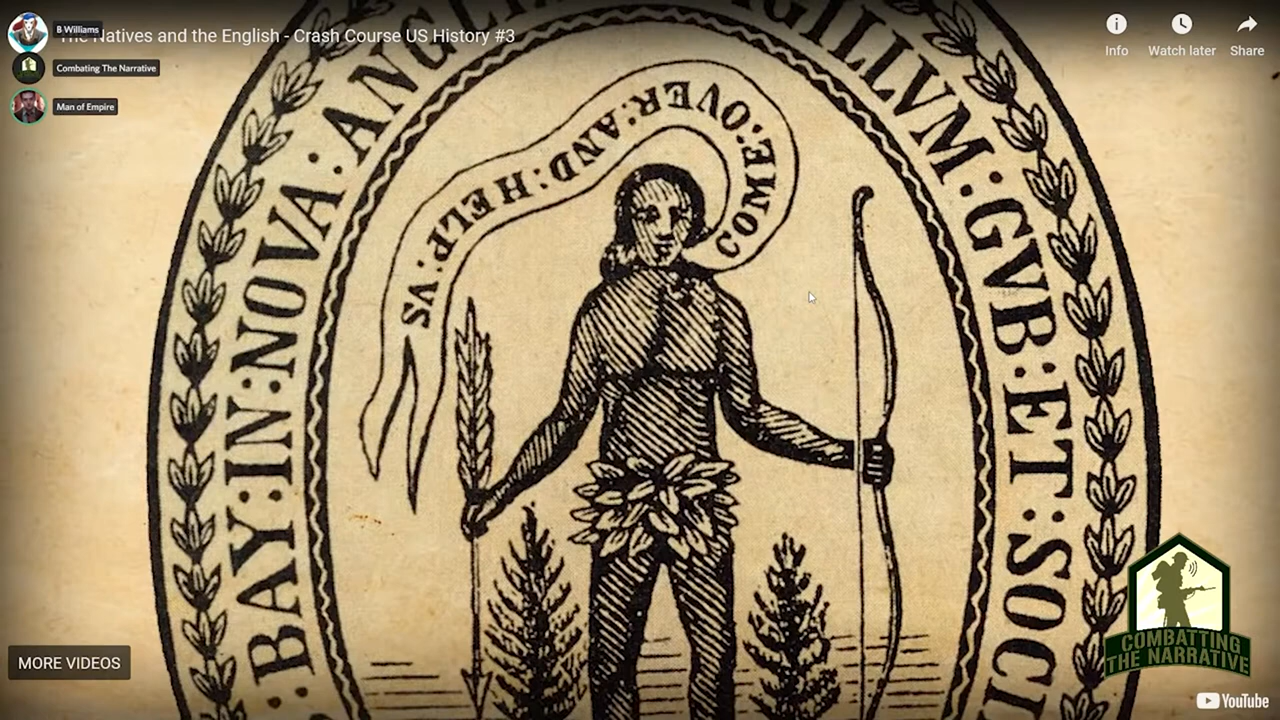 The Natives and the English - Crash Course US History #3
B Williams
Combating The Narrative
Man of Empire
Info
Watch later
Share
SIGILLVM : GVB : ET : SOCI
BAY : IN : NOVA : ANGL
COME : OVER : AND : HELP : VS
MORE VIDEOS
COMBATTING
THE NARRATIVE
YouTube